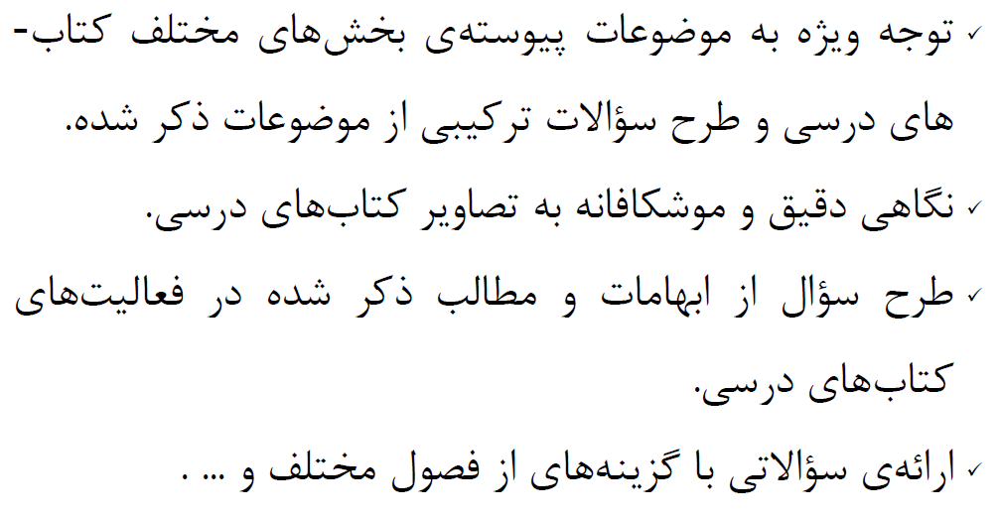 ✓ توجه ویژه به موضوعات پیوسته‌ی بخش‌های مختلف کتاب-
های درسی و طرح سؤالات ترکیبی از موضوعات ذکر شده.
✓ نگاهی دقیق و موشکافانه به تصاویر کتاب‌های درسی.
✓ طرح سؤال از ابهامات و مطالب ذکر شده در فعالیت‌های
کتاب‌های درسی.
✓ ارائه‌ی سؤالاتی با گزینه‌های از فصول مختلف و ... .